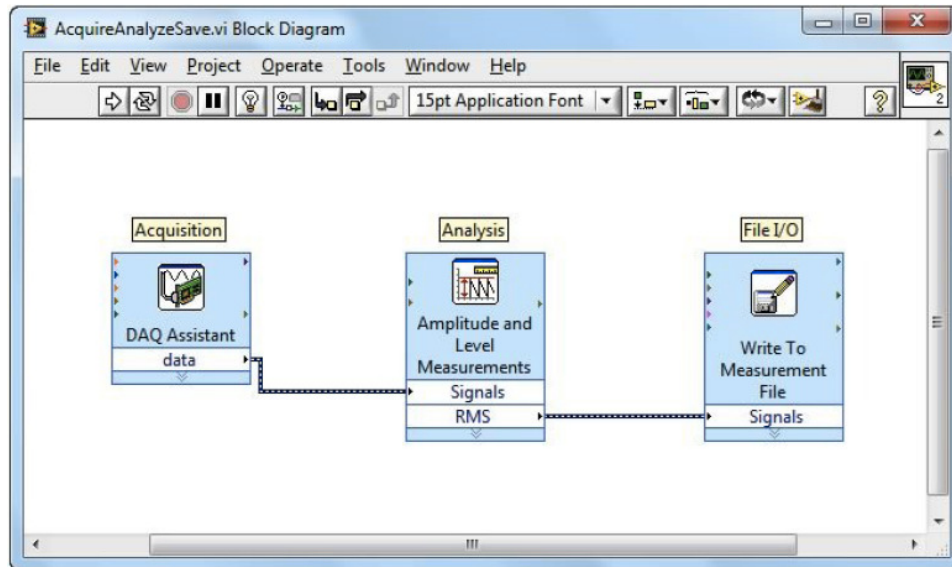 AcquireAnalyzeSave.vi Block Diagram
File Edit View Project Operate Tools Window Help
15pt Application Font
2
Acquisition
DAQ Assistant
data
Analysis
Amplitude and
Level
Measurements
Signals
RMS
File I/O
Write To
Measurement
File
Signals